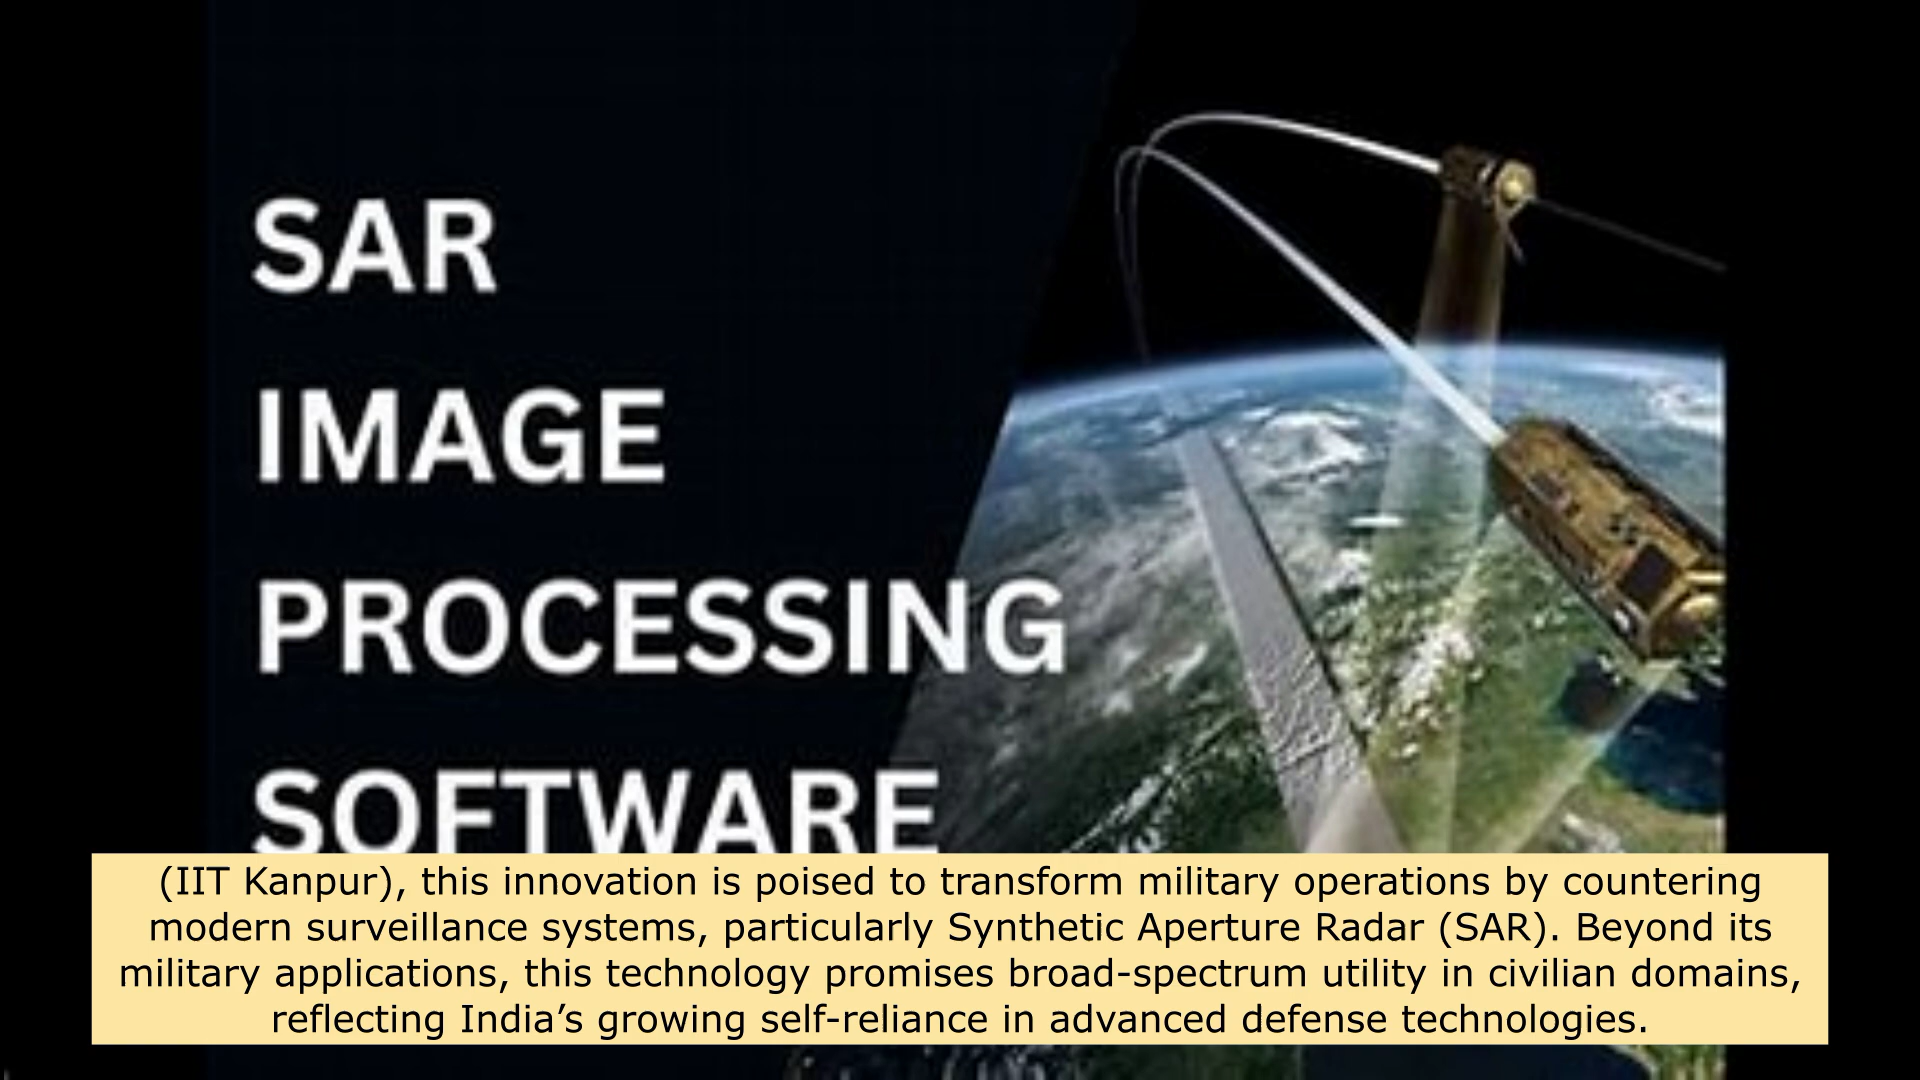 SAR
IMAGE
PROCESSING
SOFTWARE
(IIT Kanpur), this innovation is poised to transform military operations by countering
modern surveillance systems, particularly Synthetic Aperture Radar (SAR). Beyond its
military applications, this technology promises broad-spectrum utility in civilian domains,
reflecting India’s growing self-reliance in advanced defense technologies.